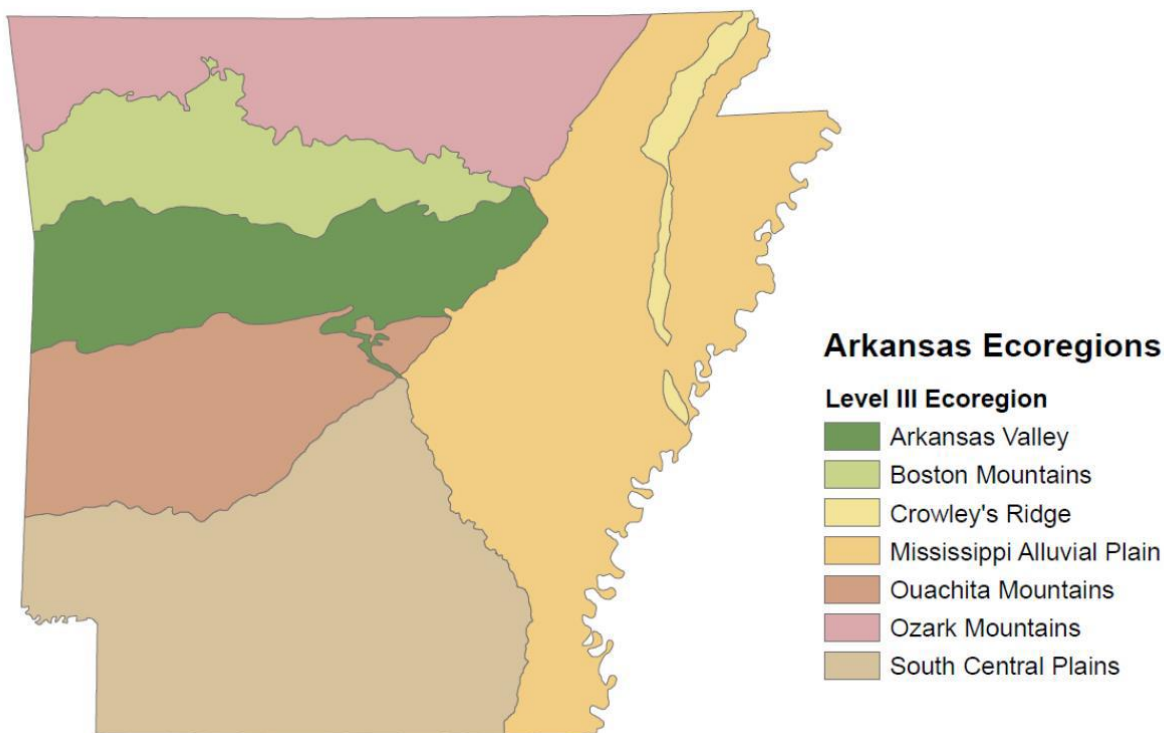 Arkansas Ecoregions
Level III Ecoregion
Arkansas Valley
Boston Mountains
Crowley's Ridge
Mississippi Alluvial Plain
Ouachita Mountains
Ozark Mountains
South Central Plains